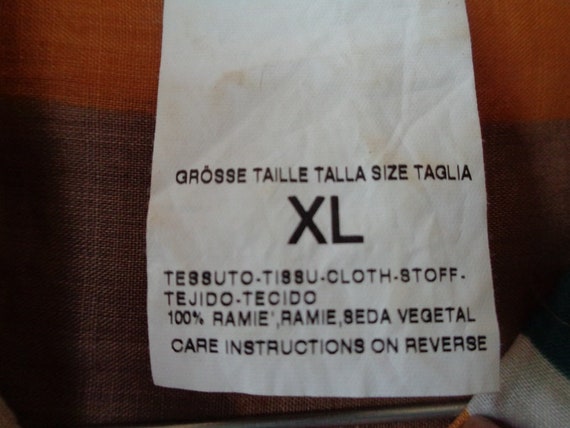 GRÖSSE TAILLE TALLA SIZE TAGLIA
XL
TESSUTO-TISSU-CLOTH-STOFF-
TEJIDO-TECIDO
100% RAMIE',RAMIE,SEDA VEGETAL
CARE INSTRUCTIONS ON REVERSE